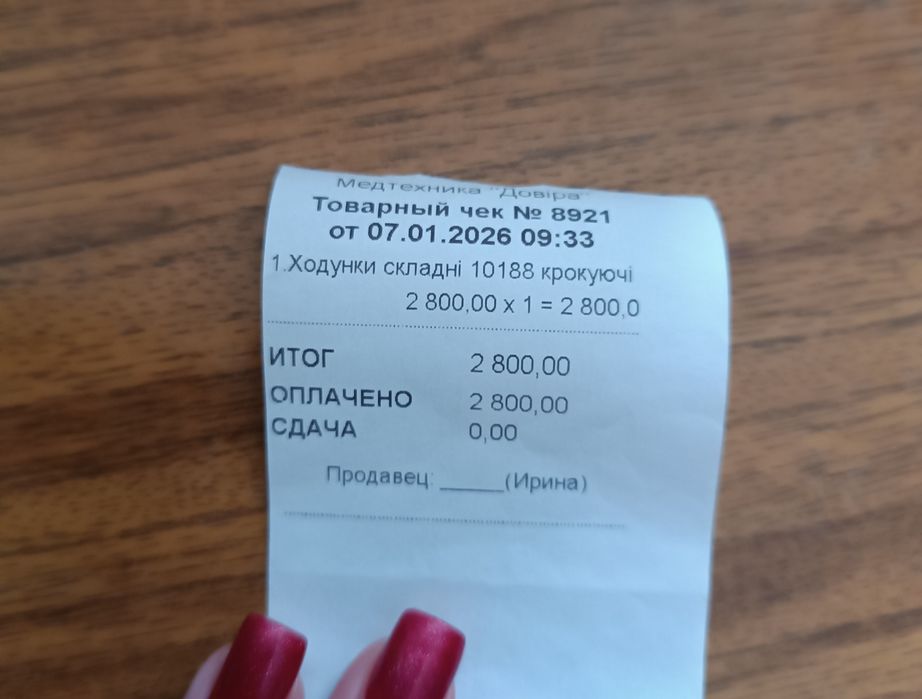 Медтехника "Довіра"
Товарный чек № 8921
от 07.01.2026 09:33
1.Ходунки складні 10188 крокуючі
2 800,00 x 1 = 2 800,0
ИТОГ 2 800,00
ОПЛАЧЕНО 2 800,00
СДАЧА 0,00
Продавец: ______(Ирина)